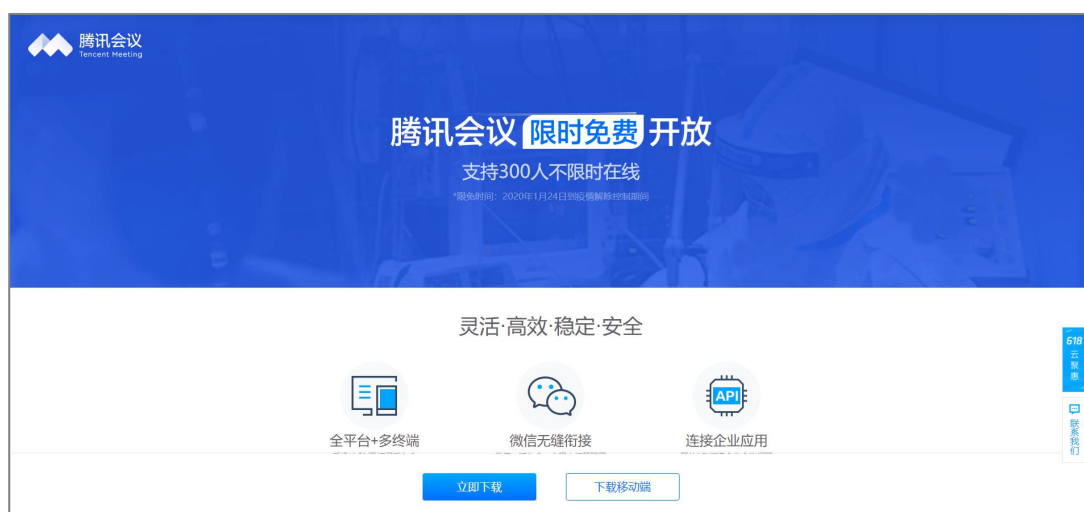 腾讯会议
Tencent Meeting
腾讯会议 限时免费 开放
支持300人不限时在线
*限免时间：2020年1月24日到疫情解除控制期间
灵活·高效·稳定·安全
全平台+多终端
微信无缝衔接
连接企业应用
618
云聚惠
联系我们
立即下载
下载移动端